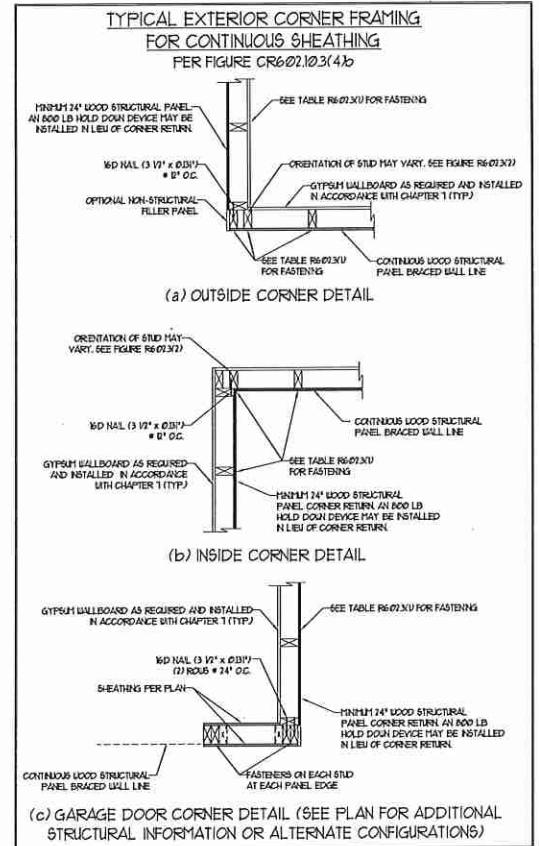 TYPICAL EXTERIOR CORNER FRAMING
FOR CONTINUOUS SHEATHING
PER FIGURE CR602.10.3(4)b
MINIMUM 24" WOOD STRUCTURAL PANEL.
AN 800 LB HOLD DOWN DEVICE MAY BE
INSTALLED IN LIEU OF CORNER RETURN.
SEE TABLE R602.3(1) FOR FASTENING
16D NAIL (3 1/2" x 0.131")
@ 12" O.C.
ORIENTATION OF STUD MAY VARY. SEE FIGURE R602.3(2)
OPTIONAL NON-STRUCTURAL
FILLER PANEL
GYPSUM WALLBOARD AS REQUIRED AND INSTALLED
IN ACCORDANCE WITH CHAPTER 7 (TYP.)
SEE TABLE R602.3(1)
FOR FASTENING
CONTINUOUS WOOD STRUCTURAL
PANEL BRACED WALL LINE
(a) OUTSIDE CORNER DETAIL
ORIENTATION OF STUD MAY
VARY. SEE FIGURE R602.3(2)
16D NAIL (3 1/2" x 0.131")
@ 12" O.C.
CONTINUOUS WOOD STRUCTURAL
PANEL BRACED WALL LINE
GYPSUM WALLBOARD AS REQUIRED
AND INSTALLED IN ACCORDANCE
WITH CHAPTER 7 (TYP.)
SEE TABLE R602.3(1)
FOR FASTENING
MINIMUM 24" WOOD STRUCTURAL
PANEL CORNER RETURN. AN 800 LB
HOLD DOWN DEVICE MAY BE INSTALLED
IN LIEU OF CORNER RETURN.
(b) INSIDE CORNER DETAIL
GYPSUM WALLBOARD AS REQUIRED AND INSTALLED
IN ACCORDANCE WITH CHAPTER 7 (TYP.)
SEE TABLE R602.3(1) FOR FASTENING
16D NAIL (3 1/2" x 0.131")
(2) ROWS @ 24" O.C.
SHEATHING PER PLAN
MINIMUM 24" WOOD STRUCTURAL
PANEL CORNER RETURN. AN 800 LB
HOLD DOWN DEVICE MAY BE INSTALLED
IN LIEU OF CORNER RETURN.
CONTINUOUS WOOD STRUCTURAL
PANEL BRACED WALL LINE
FASTENERS ON EACH STUD
AT EACH PANEL EDGE
(c) GARAGE DOOR CORNER DETAIL (SEE PLAN FOR ADDITIONAL
STRUCTURAL INFORMATION OR ALTERNATE CONFIGURATIONS)